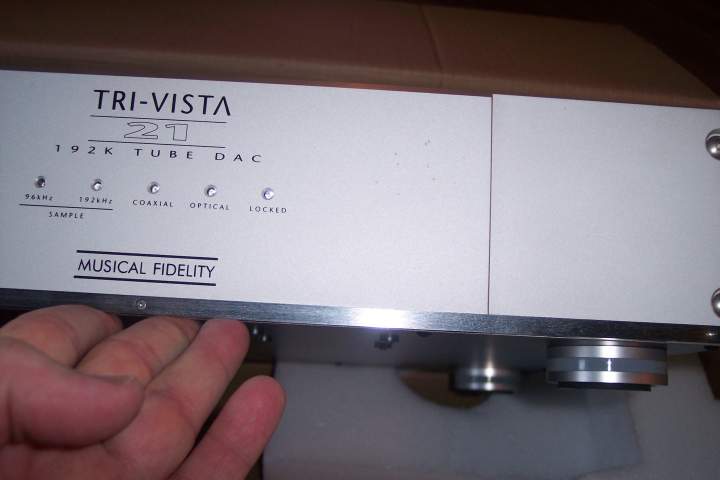 TRI-VISTA
21
192K TUBE DAC
96kHz 192kHz COAXIAL OPTICAL LOCKED
SAMPLE
MUSICAL FIDELITY